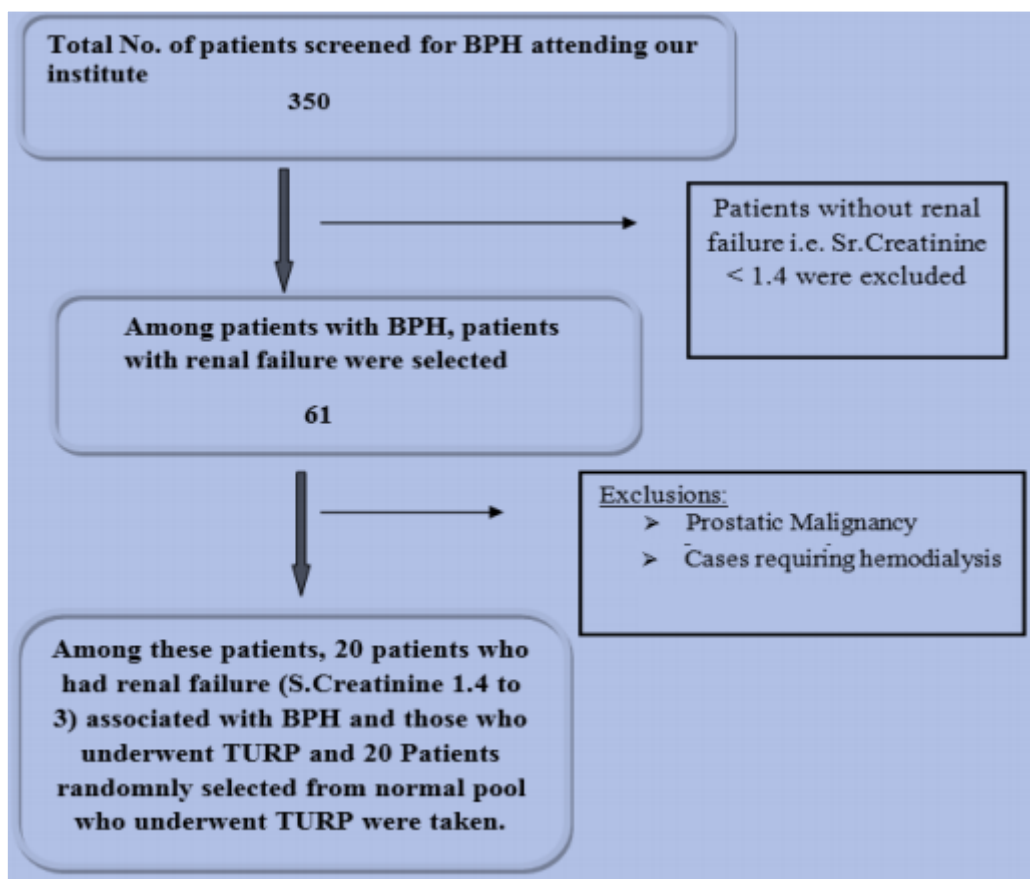 Total No. of patients screened for BPH attending our
institute
350
Patients without renal
failure i.e. Sr.Creatinine
< 1.4 were excluded
Among patients with BPH, patients
with renal failure were selected
61
Exclusions:
➢ Prostatic Malignancy
➢ Cases requiring hemodialysis
Among these patients, 20 patients who
had renal failure (S.Creatinine 1.4 to
3) associated with BPH and those who
underwent TURP and 20 Patients
randomnly selected from normal pool
who underwent TURP were taken.